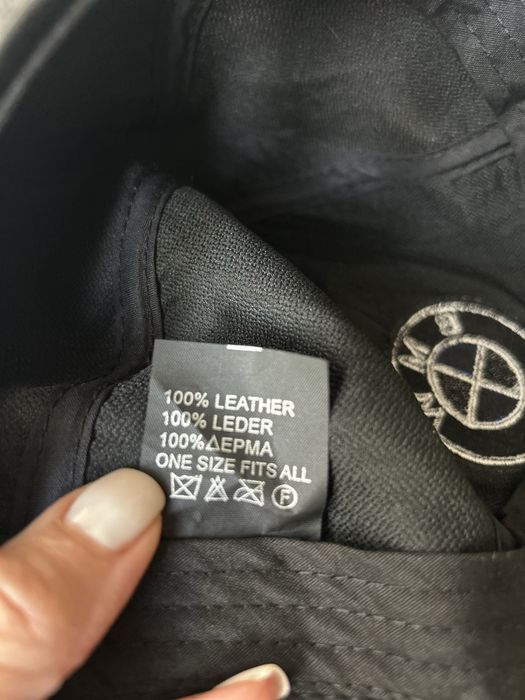 100% LEATHER
100% LEDER
100% ΔΕΡΜΑ
ONE SIZE FITS ALL
F
B
M
W